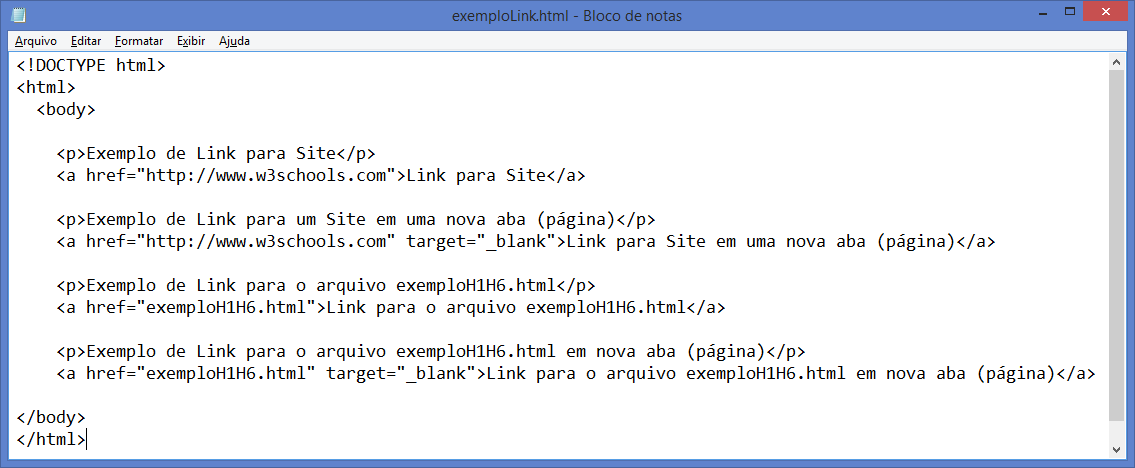 exemploLink.html - Bloco de notas
Arquivo Editar Formatar Exibir Ajuda
<!DOCTYPE html>
<html>
  <body>

    <p>Exemplo de Link para Site</p>
    <a href="http://www.w3schools.com">Link para Site</a>

    <p>Exemplo de Link para um Site em uma nova aba (página)</p>
    <a href="http://www.w3schools.com" target="_blank">Link para Site em uma nova aba (página)</a>

    <p>Exemplo de Link para o arquivo exemploH1H6.html</p>
    <a href="exemploH1H6.html">Link para o arquivo exemploH1H6.html</a>

    <p>Exemplo de Link para o arquivo exemploH1H6.html em nova aba (página)</p>
    <a href="exemploH1H6.html" target="_blank">Link para o arquivo exemploH1H6.html em nova aba (página)</a>

</body>
</html>